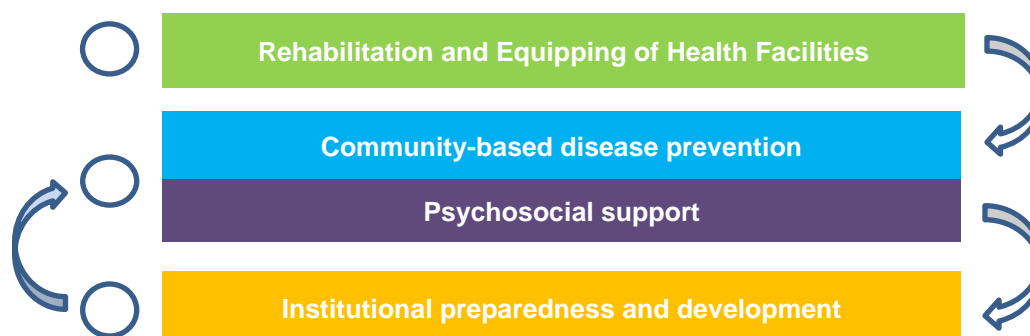 Rehabilitation and Equipping of Health Facilities
Community-based disease prevention
Psychosocial support
Institutional preparedness and development